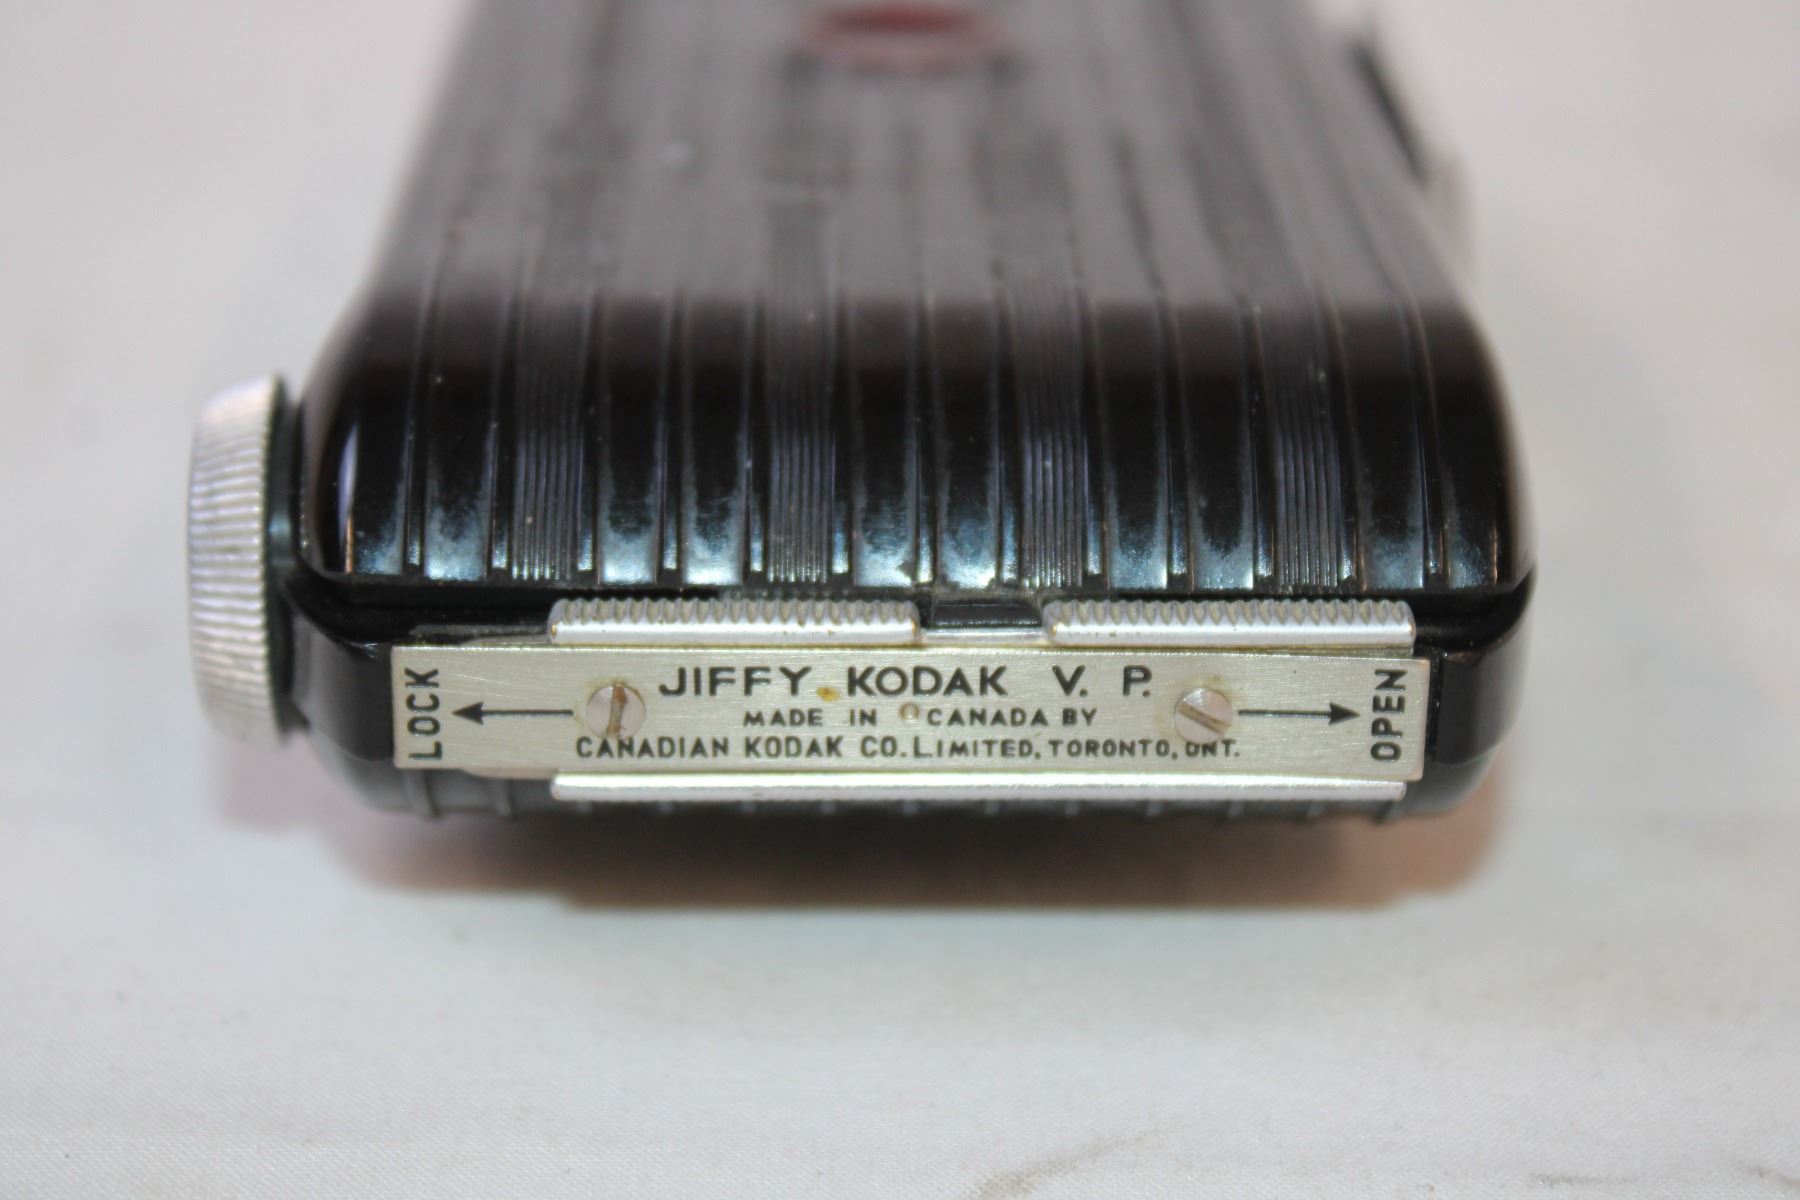 JIFFY KODAK V. P.
MADE IN CANADA BY
CANADIAN KODAK CO. LIMITED, TORONTO, ONT.
LOCK
OPEN